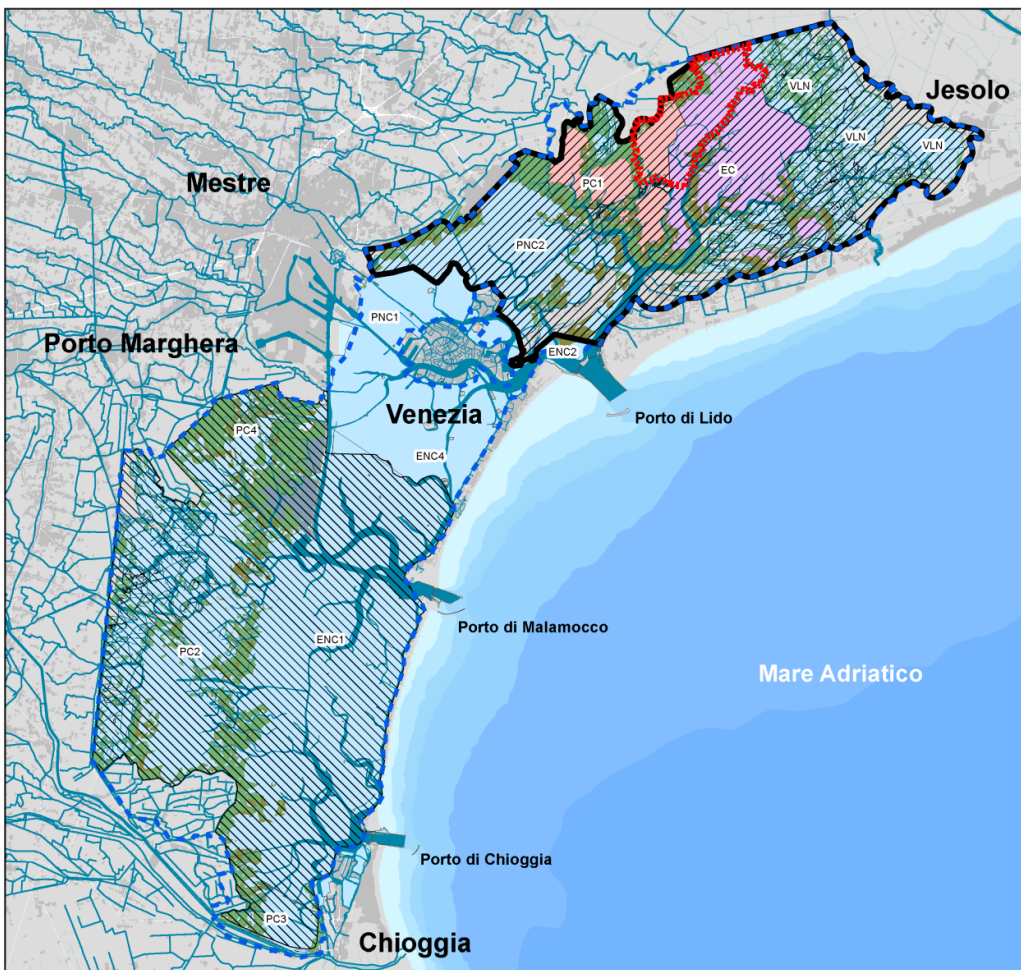 VLN
Jesolo
VLN
VLN
EC
Mestre
PC1
PNC2
PNC1
Porto Marghera
ENC2
Venezia
Porto di Lido
PC4
ENC4
Porto di Malamocco
ENC1
PC2
Mare Adriatico
Porto di Chioggia
PC3
Chioggia